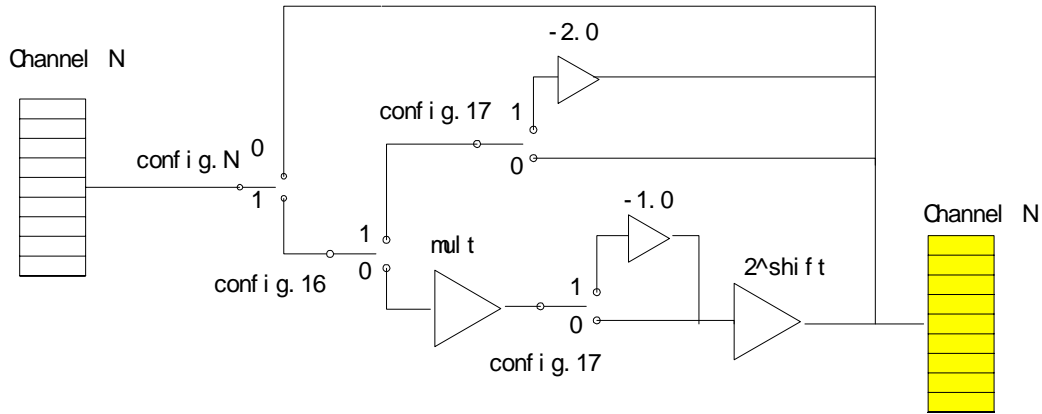 -2.0
Channel N
config.17
1
0
config.N
0
1
-1.0
Channel N
1
0
config.16
mult
2^shift
1
0
config.17